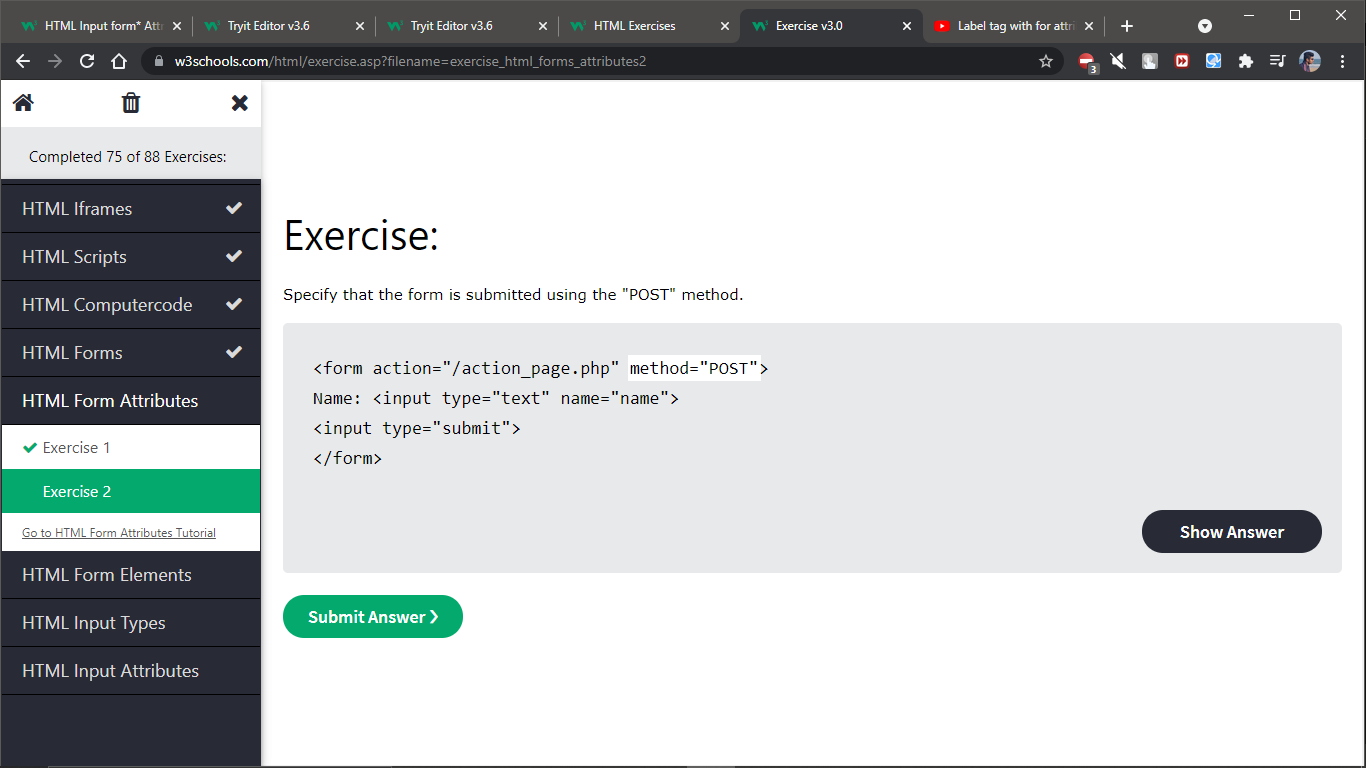 HTML Input form* Attr
Tryit Editor v3.6
Tryit Editor v3.6
HTML Exercises
Exercise v3.0
Label tag with for attri
w3schools.com/html/exercise.asp?filename=exercise_html_forms_attributes2
3
Completed 75 of 88 Exercises:
HTML Iframes
HTML Scripts
HTML Computercode
HTML Forms
HTML Form Attributes
Exercise 1
Exercise 2
Go to HTML Form Attributes Tutorial
HTML Form Elements
HTML Input Types
HTML Input Attributes
Exercise:
Specify that the form is submitted using the "POST" method.
<form action="/action_page.php" method="POST">
Name: <input type="text" name="name">
<input type="submit">
</form>
Show Answer
Submit Answer ❯